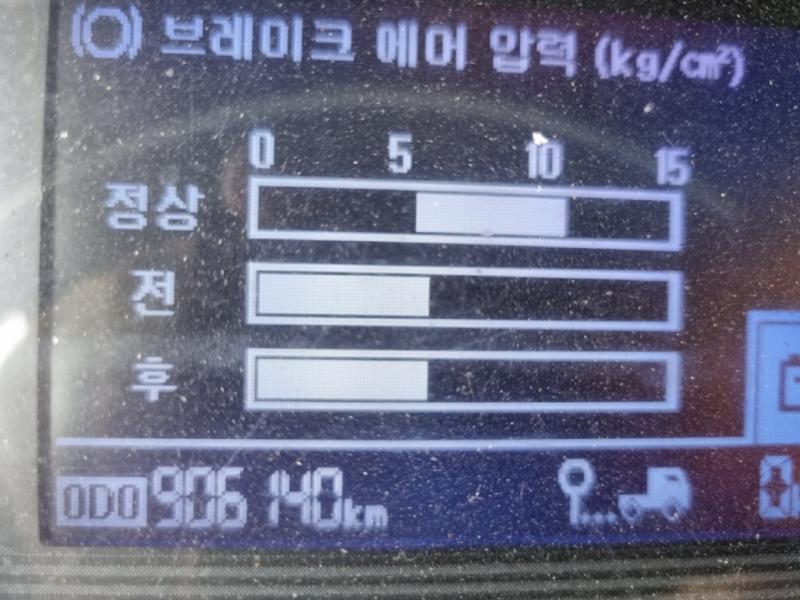 브레이크 에어 압력 (kg/cm²)
0 5 10 15
정상
전
후
ODO 906140km